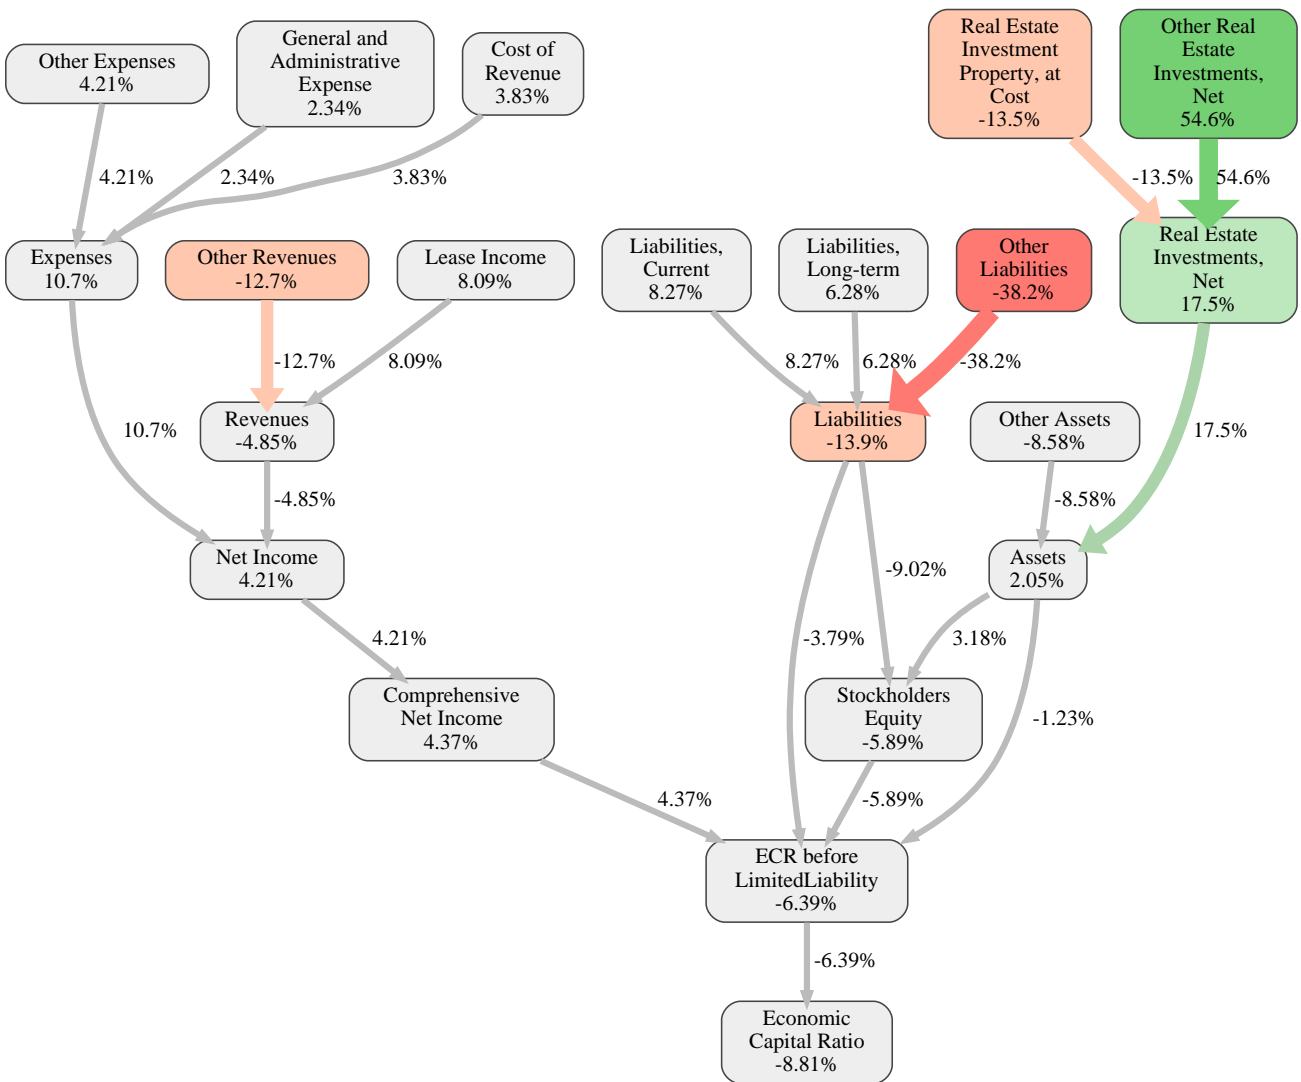 Other Expenses
4.21%
General and
Administrative
Expense
2.34%
Cost of
Revenue
3.83%
Real Estate
Investment
Property, at
Cost
-13.5%
Other Real
Estate
Investments,
Net
54.6%
4.21%
2.34%
3.83%
-13.5%
54.6%
Expenses
10.7%
Other Revenues
-12.7%
Lease Income
8.09%
Liabilities,
Current
8.27%
Liabilities,
Long-term
6.28%
Other
Liabilities
-38.2%
Real Estate
Investments,
Net
17.5%
-12.7%
8.09%
8.27%
6.28%
-38.2%
10.7%
Revenues
-4.85%
Liabilities
-13.9%
Other Assets
-8.58%
17.5%
-4.85%
-8.58%
Net Income
4.21%
-9.02%
Assets
2.05%
4.21%
-3.79%
3.18%
Comprehensive
Net Income
4.37%
Stockholders
Equity
-5.89%
-1.23%
4.37%
-5.89%
ECR before
LimitedLiability
-6.39%
-6.39%
Economic
Capital Ratio
-8.81%